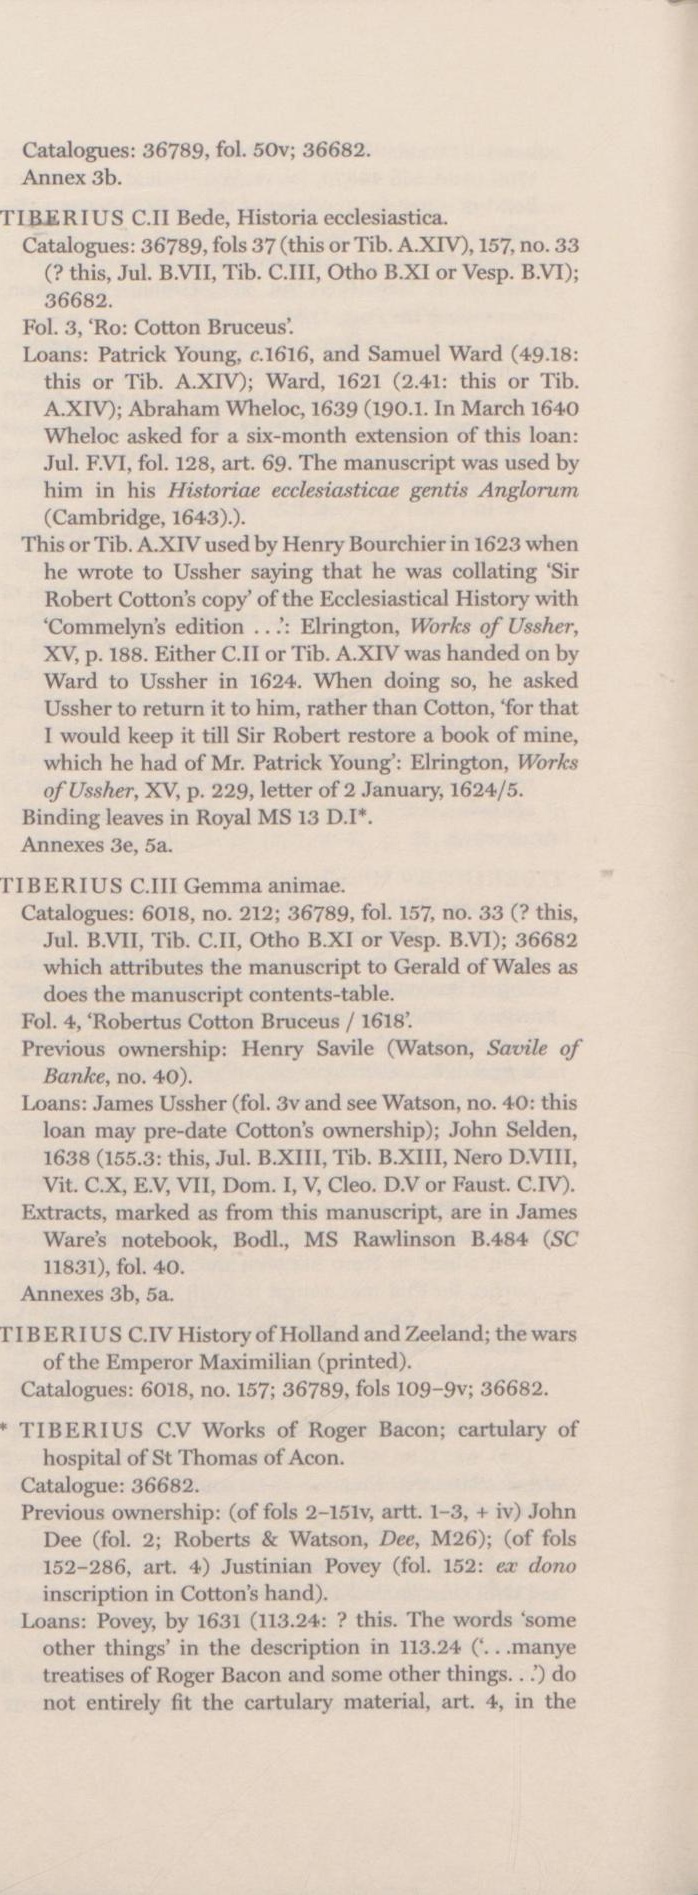 Catalogues: 36789, fol. 50v; 36682.
Annex 3b.
TIBERIUS C.II Bede, Historia ecclesiastica.
Catalogues: 36789, fols 37 (this or Tib. A.XIV), 157, no. 33
(? this, Jul. B.VII, Tib. C.III, Otho B.XI or Vesp. B.VI);
36682.
Fol. 3, ‘Ro: Cotton Bruceus’.
Loans: Patrick Young, c.1616, and Samuel Ward (49.18:
this or Tib. A.XIV); Ward, 1621 (2.41: this or Tib.
A.XIV); Abraham Wheloc, 1639 (190.1. In March 1640
Wheloc asked for a six-month extension of this loan:
Jul. F.VI, fol. 128, art. 69. The manuscript was used by
him in his Historiae ecclesiasticae gentis Anglorum
(Cambridge, 1643).).
This or Tib. A.XIV used by Henry Bourchier in 1623 when
he wrote to Ussher saying that he was collating ‘Sir
Robert Cotton’s copy’ of the Ecclesiastical History with
‘Commelyn’s edition ...’: Elrington, Works of Ussher,
XV, p. 188. Either C.II or Tib. A.XIV was handed on by
Ward to Ussher in 1624. When doing so, he asked
Ussher to return it to him, rather than Cotton, ‘for that
I would keep it till Sir Robert restore a book of mine,
which he had of Mr. Patrick Young’: Elrington, Works
of Ussher, XV, p. 229, letter of 2 January, 1624/5.
Binding leaves in Royal MS 13 D.I*.
Annexes 3e, 5a.
TIBERIUS C.III Gemma animae.
Catalogues: 6018, no. 212; 36789, fol. 157, no. 33 (? this,
Jul. B.VII, Tib. C.II, Otho B.XI or Vesp. B.VI); 36682
which attributes the manuscript to Gerald of Wales as
does the manuscript contents-table.
Fol. 4, ‘Robertus Cotton Bruceus / 1618’.
Previous ownership: Henry Savile (Watson, Savile of
Banke, no. 40).
Loans: James Ussher (fol. 3v and see Watson, no. 40: this
loan may pre-date Cotton’s ownership); John Selden,
1638 (155.3: this, Jul. B.XIII, Tib. B.XIII, Nero D.VIII,
Vit. C.X, E.V, VII, Dom. I, V, Cleo. D.V or Faust. C.IV).
Extracts, marked as from this manuscript, are in James
Ware’s notebook, Bodl., MS Rawlinson B.484 (SC
11831), fol. 40.
Annexes 3b, 5a.
TIBERIUS C.IV History of Holland and Zeeland; the wars
of the Emperor Maximilian (printed).
Catalogues: 6018, no. 157; 36789, fols 109–9v; 36682.
* TIBERIUS C.V Works of Roger Bacon; cartulary of
hospital of St Thomas of Acon.
Catalogue: 36682.
Previous ownership: (of fols 2–151v, artt. 1–3, + iv) John
Dee (fol. 2; Roberts & Watson, Dee, M26); (of fols
152–286, art. 4) Justinian Povey (fol. 152: ex dono
inscription in Cotton’s hand).
Loans: Povey, by 1631 (113.24: ? this. The words ‘some
other things’ in the description in 113.24 (‘...manye
treatises of Roger Bacon and some other things...’) do
not entirely fit the cartulary material, art. 4, in the